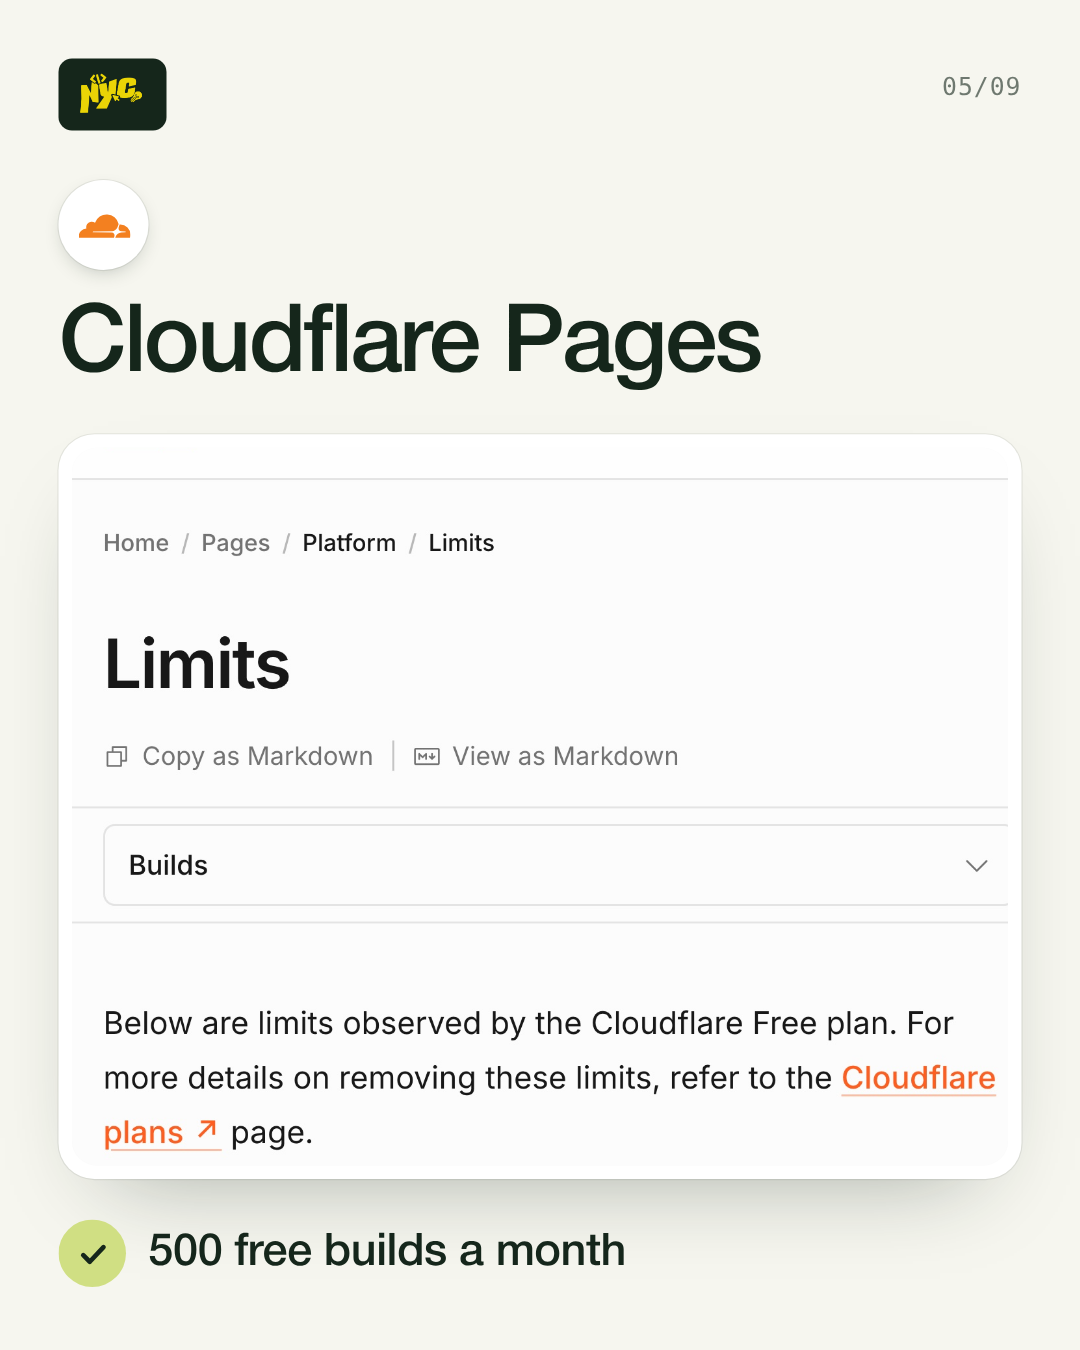 NYC
05/09
Cloudflare Pages
Home / Pages / Platform / Limits
Limits
Copy as Markdown | View as Markdown
Builds
Below are limits observed by the Cloudflare Free plan. For
more details on removing these limits, refer to the Cloudflare
plans ↗ page.
500 free builds a month